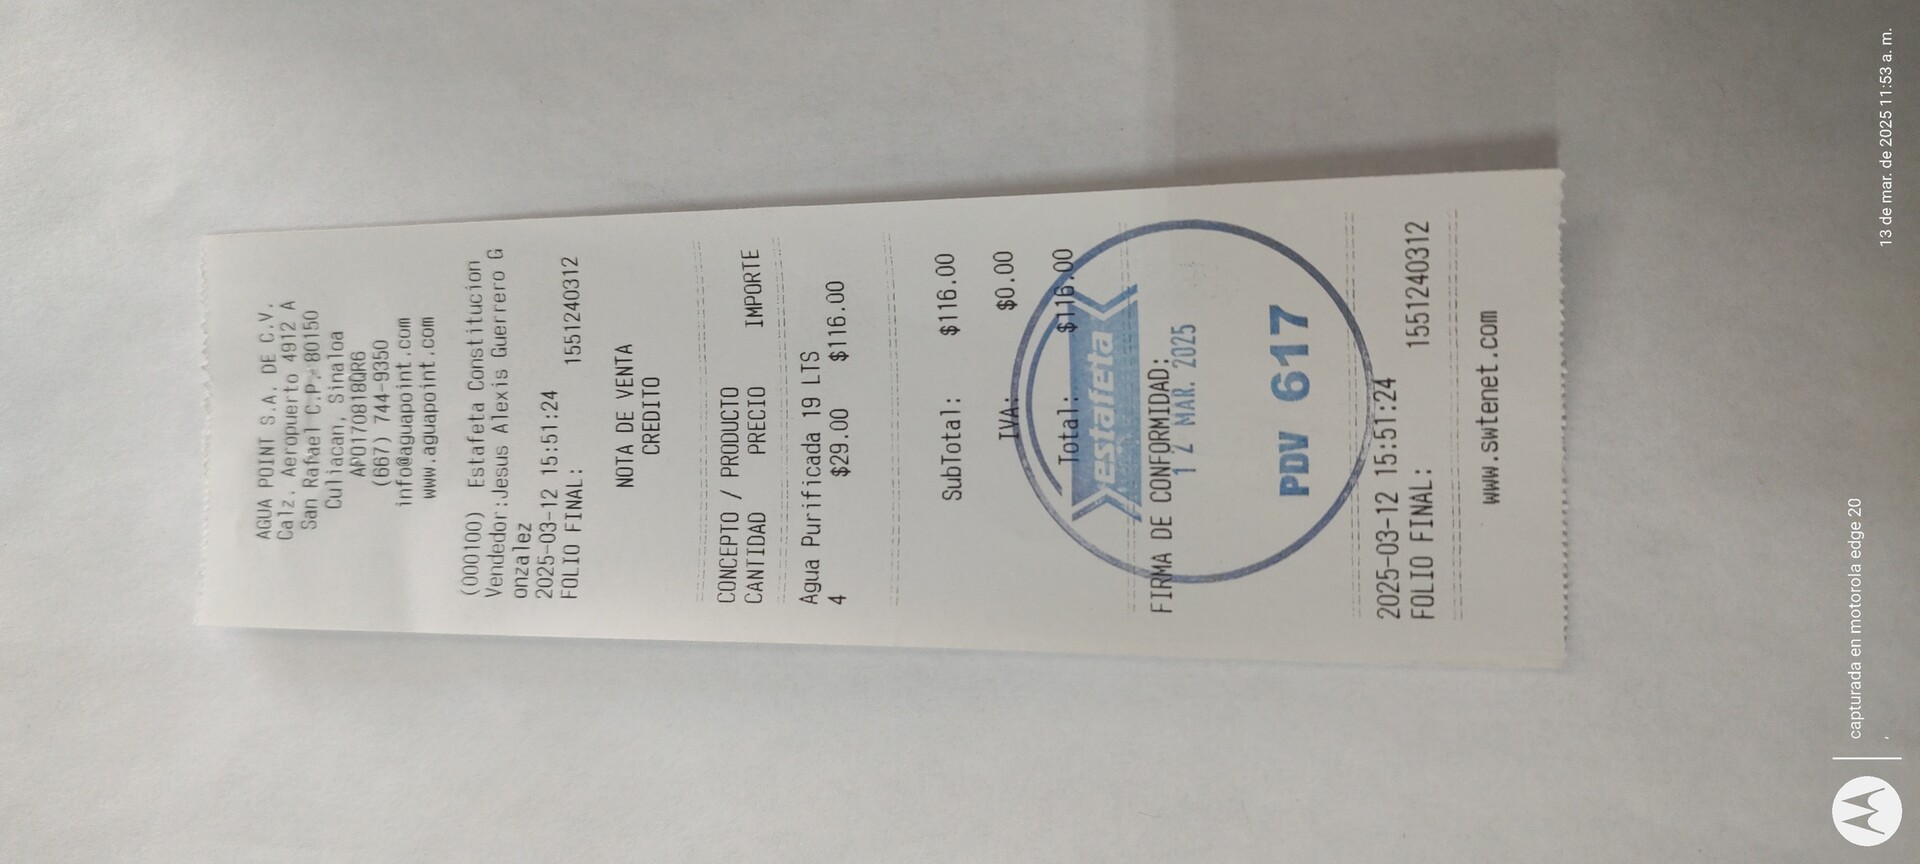 AGUA POINT S.A. DE C.V.
Calz. Aeropuerto 4912 A
San Rafael C.P. 80150
Culiacan, Sinaloa
APO170818QR6
(667) 744-9350
info@aguapoint.com
www.aguapoint.com
(000100) Estafeta Constitucion
Vendedor:Jesus Alexis Guerrero G
onzalez
2025-03-12 15:51:24
FOLIO FINAL: 1551240312
NOTA DE VENTA
CREDITO
CONCEPTO / PRODUCTO
CANTIDAD PRECIO IMPORTE
Agua Purificada 19 LTS
4 $29.00 $116.00
SubTotal: $116.00
IVA: $0.00
Total: $116.00
estafeta
FIRMA DE CONFORMIDAD:
12 MAR. 2025
PDV 617
2025-03-12 15:51:24
FOLIO FINAL: 1551240312
www.swtenet.com
capturada en motorola edge 20
13 de mar. de 2025 11:53 a. m.